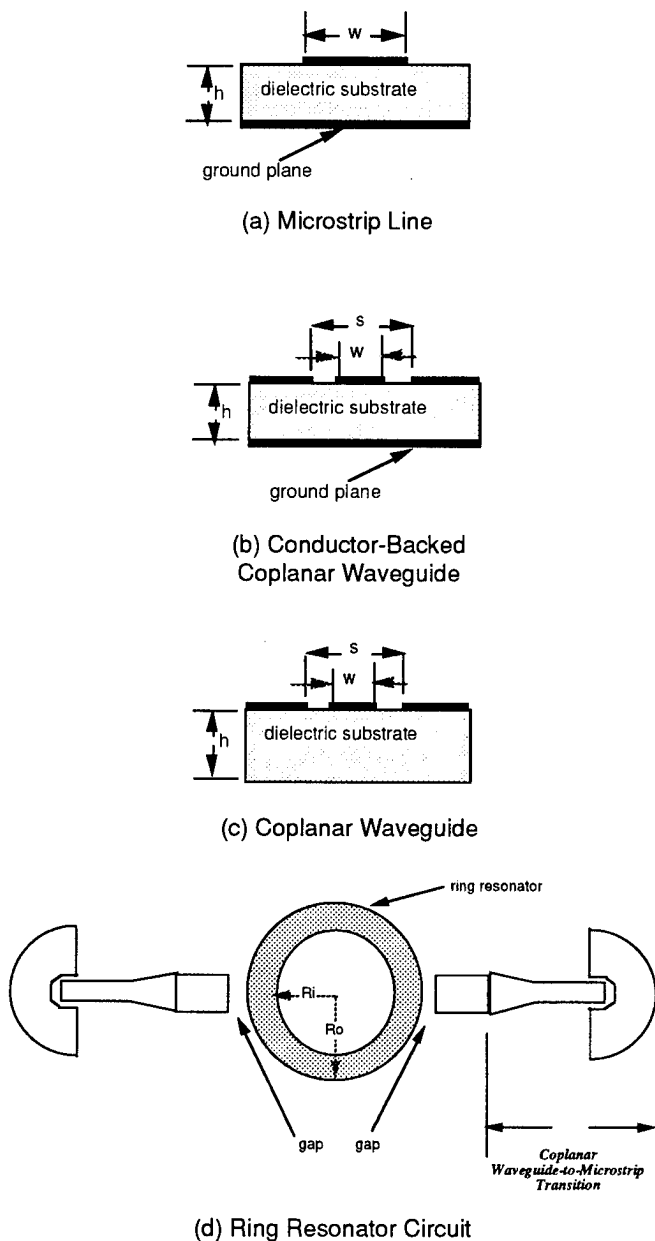 w
h
dielectric substrate
ground plane
(a) Microstrip Line
s
w
h
dielectric substrate
ground plane
(b) Conductor-Backed
Coplanar Waveguide
s
w
h
dielectric substrate
(c) Coplanar Waveguide
ring resonator
Ri
Ro
gap
gap
Coplanar
Waveguide-to-Microstrip
Transition
(d) Ring Resonator Circuit